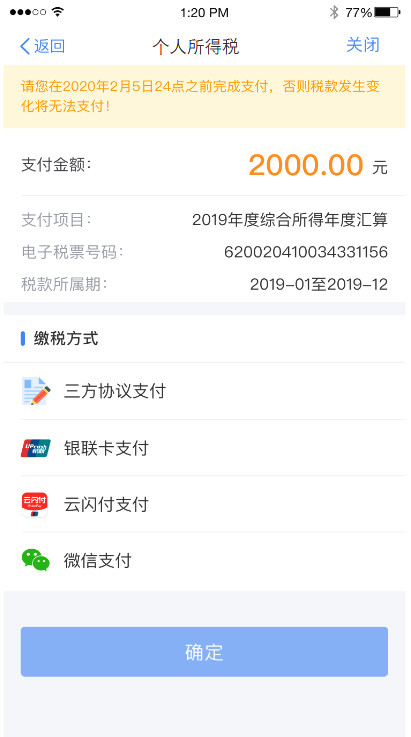 1:20 PM 77%
返回 个人所得税 关闭
请您在2020年2月5日24点之前完成支付，否则税款发生变
化将无法支付！
支付金额： 2000.00 元
支付项目： 2019年度综合所得年度汇算
电子税票号码： 620020410034331156
税款所属期： 2019-01至2019-12
缴税方式
三方协议支付
银联卡支付
云闪付
云闪付支付
微信支付
确定